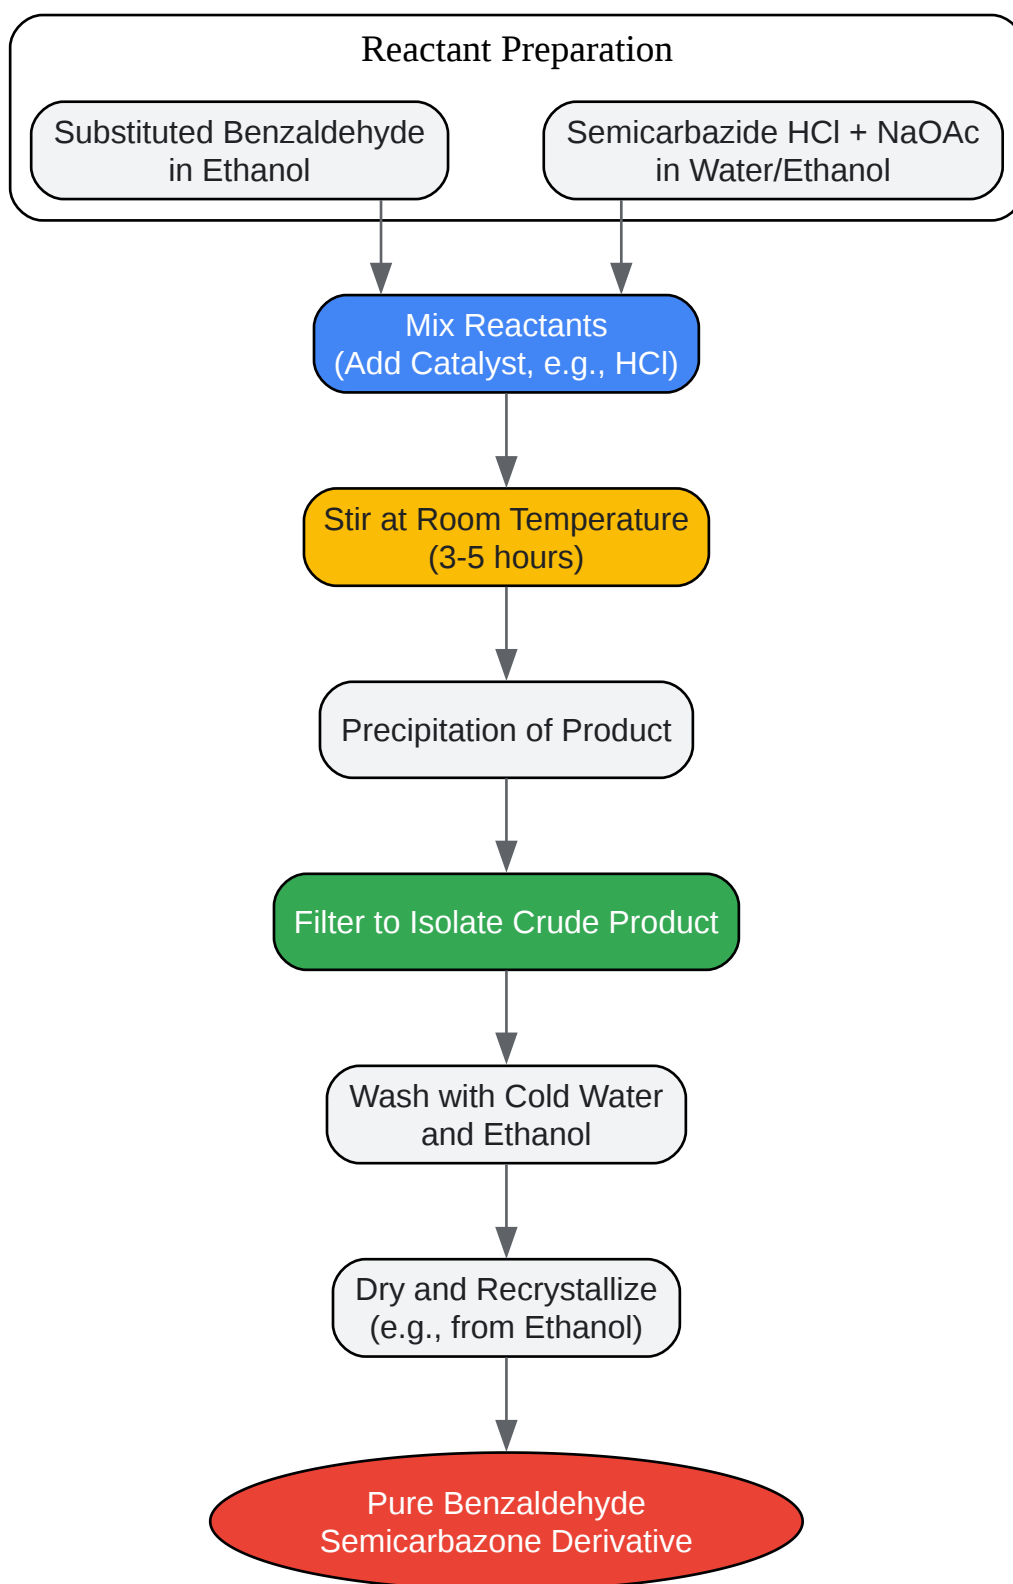 Reactant Preparation
Substituted Benzaldehyde
in Ethanol
Semicarbazide HCl + NaOAc
in Water/Ethanol
Mix Reactants
(Add Catalyst, e.g., HCl)
Stir at Room Temperature
(3-5 hours)
Precipitation of Product
Filter to Isolate Crude Product
Wash with Cold Water
and Ethanol
Dry and Recrystallize
(e.g., from Ethanol)
Pure Benzaldehyde
Semicarbazone Derivative